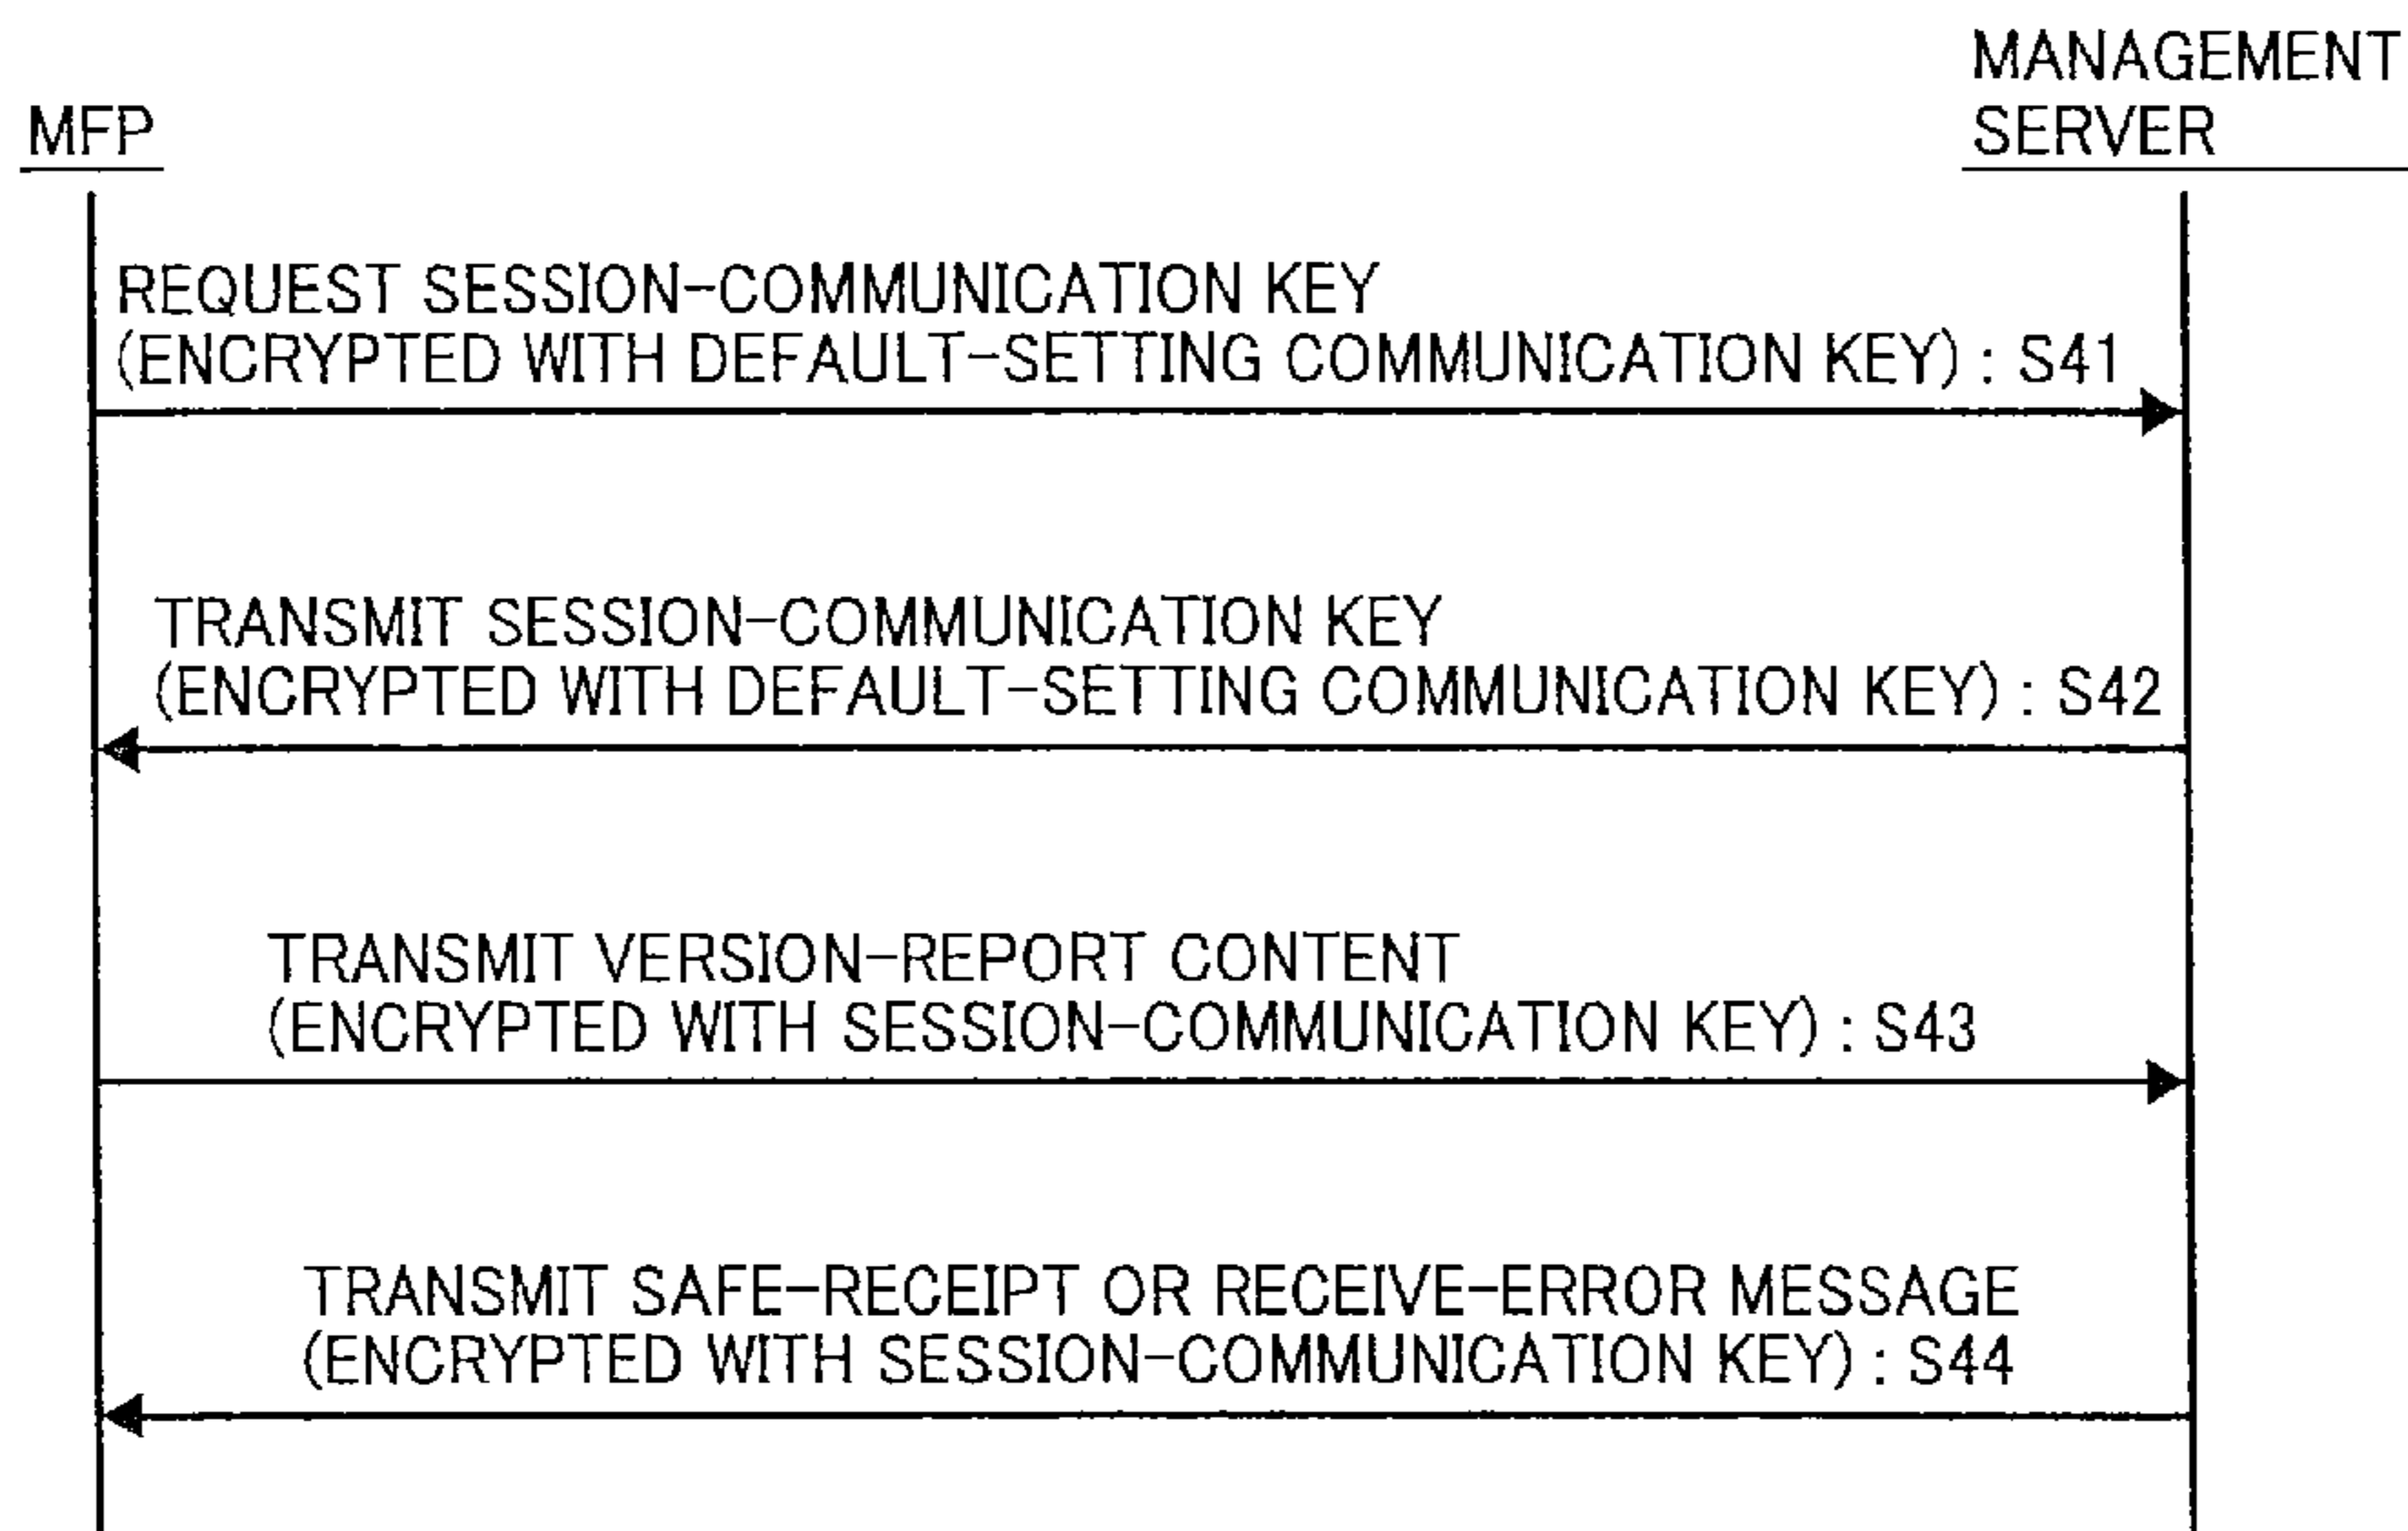 MFP
MANAGEMENT
SERVER
REQUEST SESSION-COMMUNICATION KEY
(ENCRYPTED WITH DEFAULT-SETTING COMMUNICATION KEY) : S41
TRANSMIT SESSION-COMMUNICATION KEY
(ENCRYPTED WITH DEFAULT-SETTING COMMUNICATION KEY) : S42
TRANSMIT VERSION-REPORT CONTENT
(ENCRYPTED WITH SESSION-COMMUNICATION KEY) : S43
TRANSMIT SAFE-RECEIPT OR RECEIVE-ERROR MESSAGE
(ENCRYPTED WITH SESSION-COMMUNICATION KEY) : S44